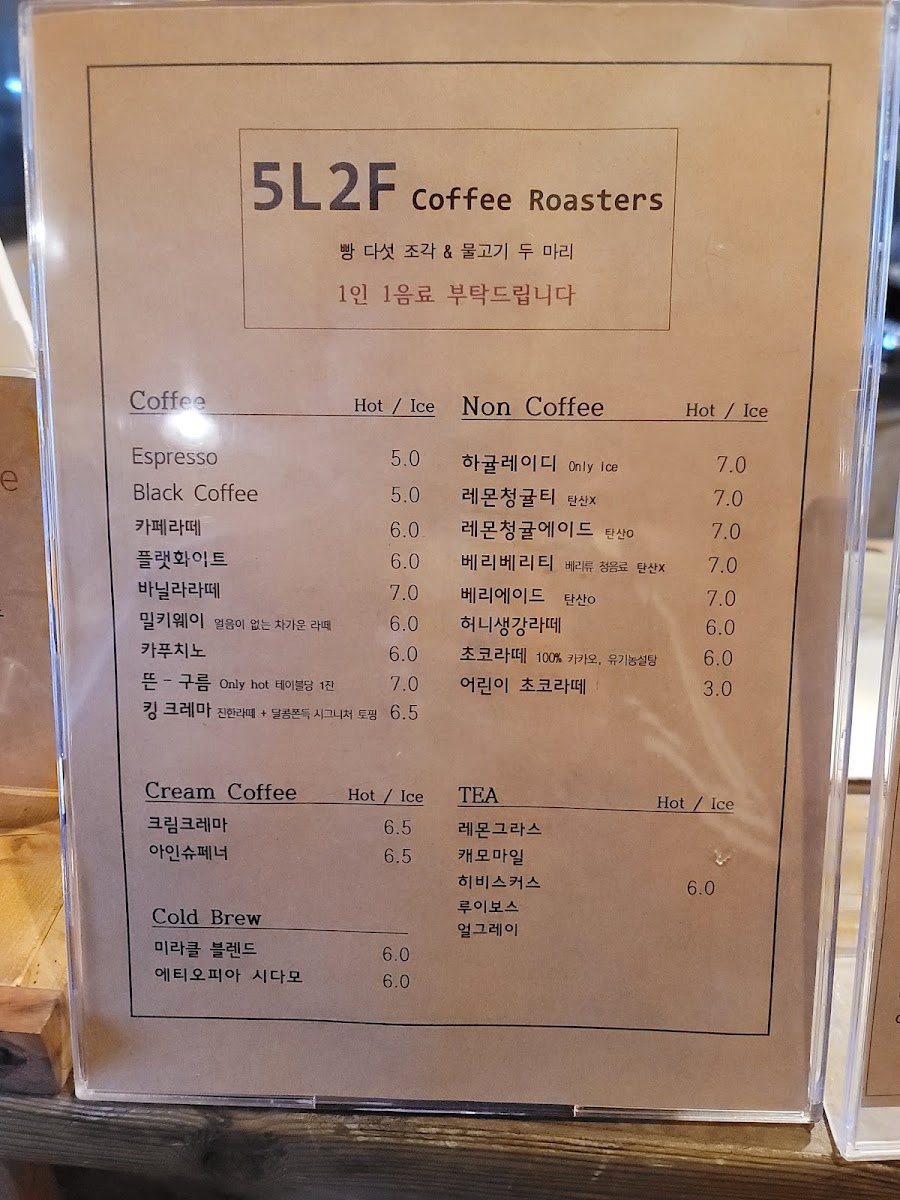 5L2F Coffee Roasters
빵 다섯 조각 & 물고기 두 마리
1인 1음료 부탁드립니다
Coffee Hot / Ice
Espresso 5.0
Black Coffee 5.0
카페라떼 6.0
플랫화이트 6.0
바닐라라떼 7.0
밀키웨이 얼음이 없는 차가운 라떼 6.0
카푸치노 6.0
뜬 - 구름 Only hot 테이블당 1잔 7.0
킹 크레마 진한라떼 + 달콤쫀득 시그니처 토핑 6.5
Non Coffee Hot / Ice
하귤레이디 Only Ice 7.0
레몬청귤티 탄산X 7.0
레몬청귤에이드 탄산O 7.0
베리베리티 베리류 청음료 탄산X 7.0
베리에이드 탄산O 7.0
허니생강라떼 6.0
초코라떼 100% 카카오, 유기농설탕 6.0
어린이 초코라떼 3.0
Cream Coffee Hot / Ice
크림크레마 6.5
아인슈페너 6.5
Cold Brew
미라클 블렌드 6.0
에티오피아 시다모 6.0
TEA Hot / Ice
레몬그라스
캐모마일
히비스커스 6.0
루이보스
얼그레이